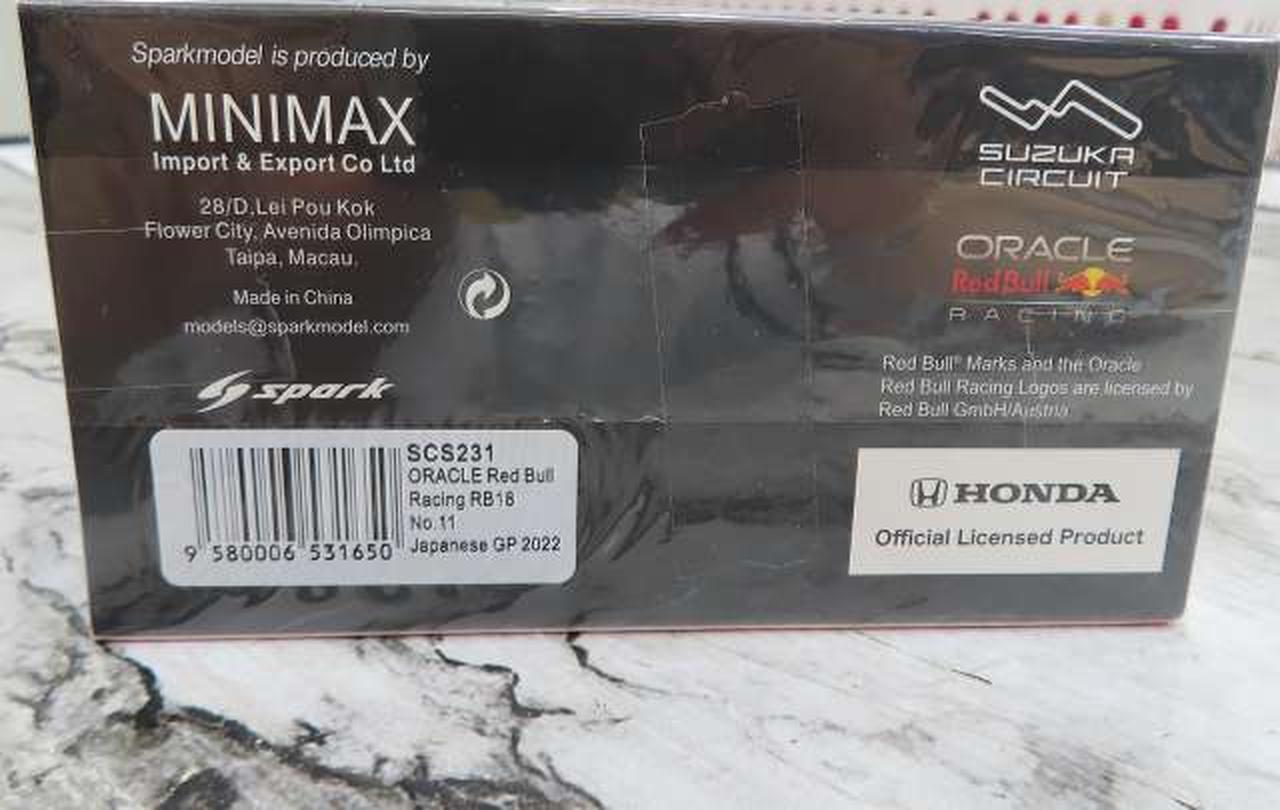 Sparkmodel is produced by
MINIMAX
Import & Export Co Ltd
28/D.Lei Pou Kok
Flower City, Avenida Olimpica
Taipa, Macau.
Made in China
models@sparkmodel.com
spark
SCS231
ORACLE Red Bull
Racing RB18
No.11
Japanese GP 2022
9 580006 531650
SUZUKA
CIRCUIT
ORACLE
Red Bull
RACING
Red Bull® Marks and the Oracle
Red Bull Racing Logos are licensed by
Red Bull GmbH/Austria
HONDA
Official Licensed Product